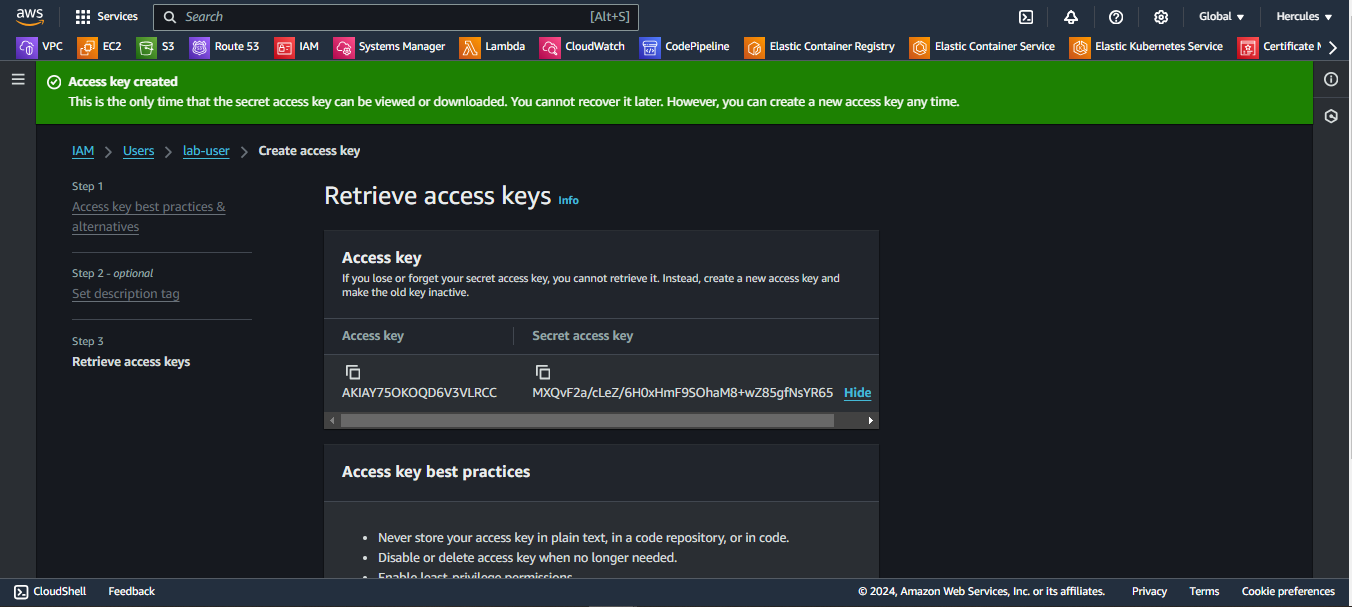 aws
Services
Search
[Alt+S]
Global
Hercules
VPC
EC2
S3
Route 53
IAM
Systems Manager
Lambda
CloudWatch
CodePipeline
Elastic Container Registry
Elastic Container Service
Elastic Kubernetes Service
Certificate
Access key created
This is the only time that the secret access key can be viewed or downloaded. You cannot recover it later. However, you can create a new access key any time.
IAM
Users
lab-user
Create access key
Step 1
Access key best practices &
alternatives
Step 2 - optional
Set description tag
Step 3
Retrieve access keys
Retrieve access keys Info
Access key
If you lose or forget your secret access key, you cannot retrieve it. Instead, create a new access key and
make the old key inactive.
Access key
Secret access key
AKIAY75OKOQD6V3VLRCC
MXQvF2a/cLeZ/6H0xHmF9SOhaM8+wZ85gfNsYR65
Hide
Access key best practices
• Never store your access key in plain text, in a code repository, or in code.
• Disable or delete access key when no longer needed.
• Enable least-privilege permissions.
CloudShell
Feedback
© 2024, Amazon Web Services, Inc. or its affiliates.
Privacy
Terms
Cookie preferences